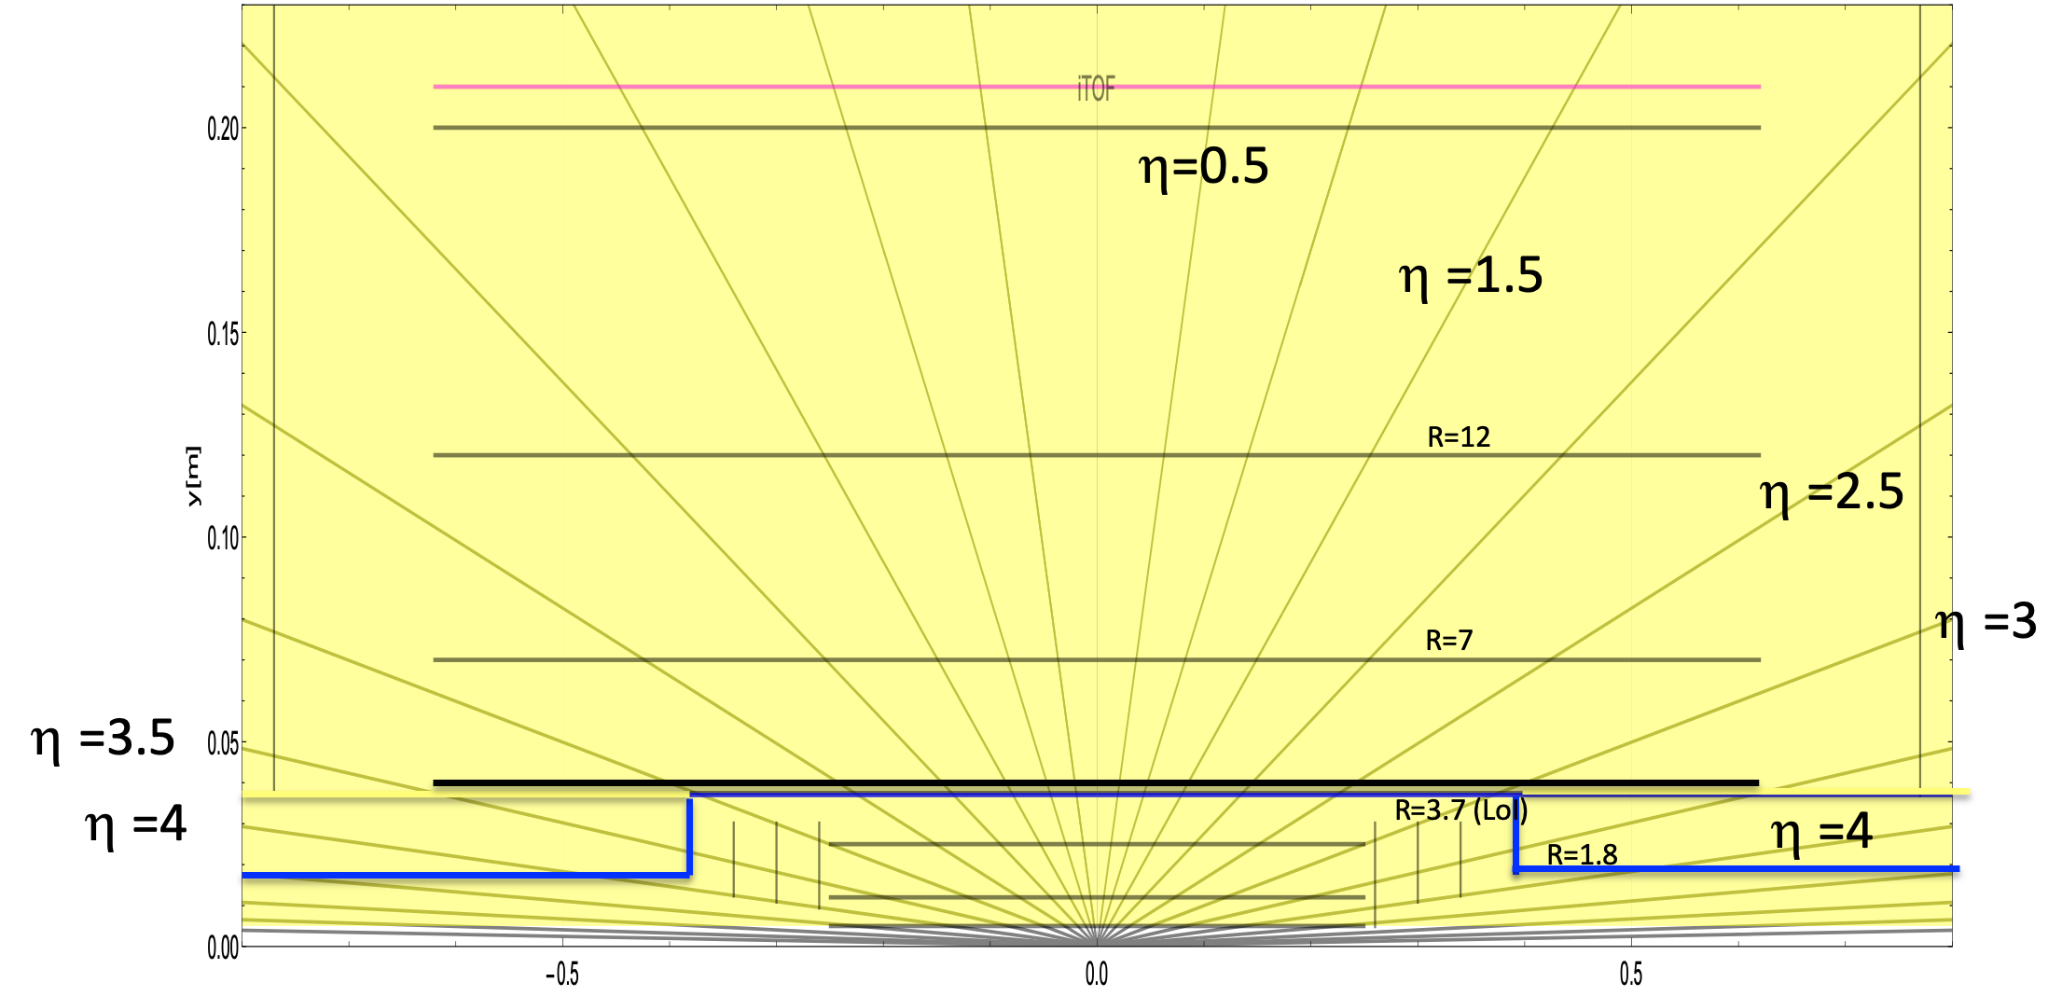 iTOF
0.20
η=0.5
η =1.5
0.15
R=12
η =2.5
y[m]
0.10
η =3
R=7
η =3.5
0.05
η =4
R=3.7 (LoI)
η =4
R=1.8
0.00
−0.5
0.0
0.5